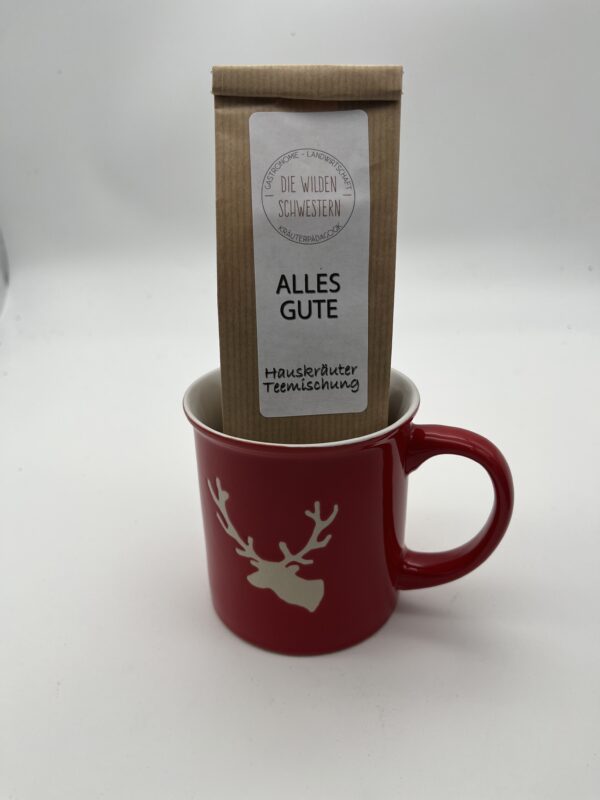 GASTRONOMIE - LANDWIRTSCHAFT
DIE WILDEN
SCHWESTERN
KRÄUTERPÄDAGOGIK
ALLES
GUTE
Hauskräuter
Teemischung